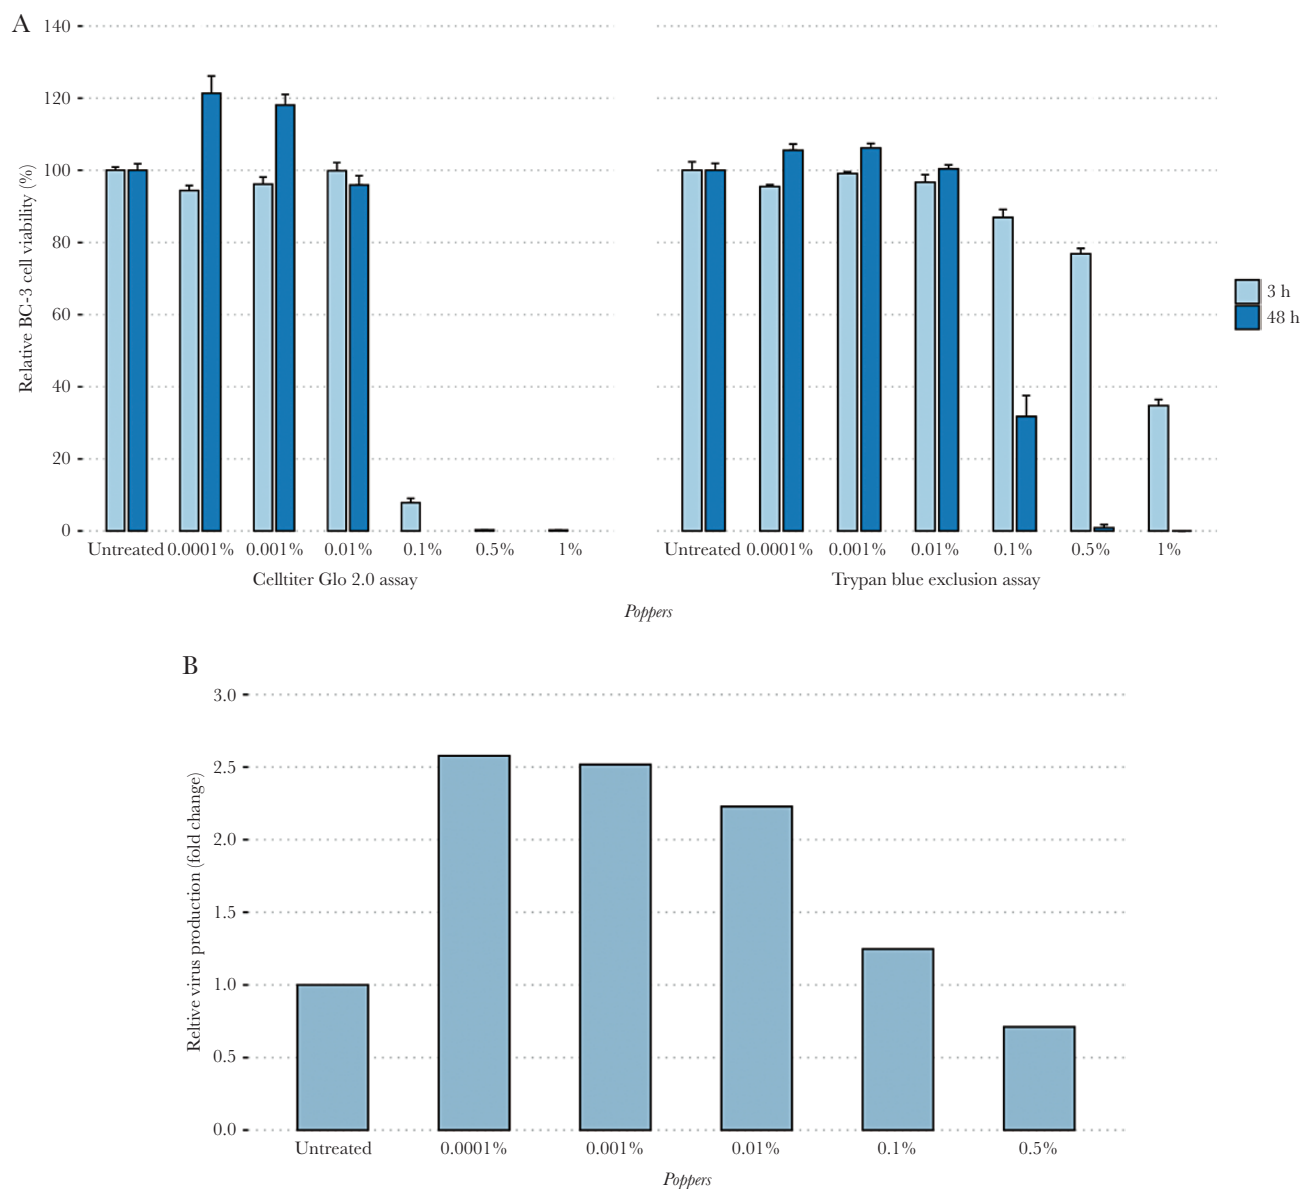 A
140
120
100
80
60
40
20
0
Relative BC-3 cell viability (%)
Untreated 0.0001% 0.001% 0.01% 0.1% 0.5% 1%
Celltiter Glo 2.0 assay
Untreated 0.0001% 0.001% 0.01% 0.1% 0.5% 1%
Trypan blue exclusion assay
Poppers
3 h
48 h
B
3.0
2.5
2.0
1.5
1.0
0.5
0.0
Reltive virus production (fold change)
Untreated 0.0001% 0.001% 0.01% 0.1% 0.5%
Poppers